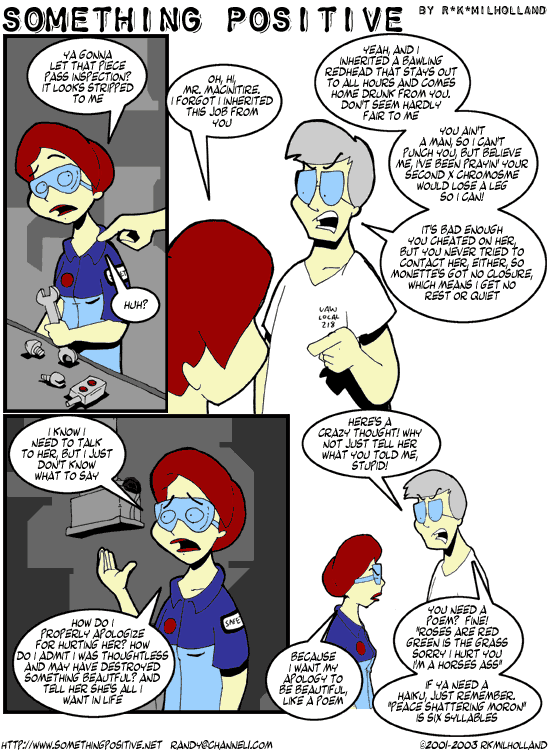 SOMETHING POSITIVE
BY R*K*MILHOLLAND
YA GONNA
LET THAT PIECE
PASS INSPECTION?
IT LOOKS STRIPPED
TO ME
HUH?
OH, HI,
MR. MACINTIRE.
I FORGOT I INHERITED
THIS JOB FROM
YOU
YEAH, AND I
INHERITED A BAWLING
REDHEAD THAT STAYS OUT
TO ALL HOURS AND COMES
HOME DRUNK FROM YOU.
DON'T SEEM HARDLY
FAIR TO ME
YOU AIN'T
A MAN, SO I CAN'T
PUNCH YOU, BUT BELIEVE
ME, I'VE BEEN PRAYIN' YOUR
SECOND X CHROMOSME
WOULD LOSE A LEG
SO I CAN!
IT'S BAD ENOUGH
YOU CHEATED ON HER,
BUT YOU NEVER TRIED TO
CONTACT HER, EITHER, SO
MONETTE'S GOT NO CLOSURE,
WHICH MEANS I GET NO
REST OR QUIET
UAW
LOCAL
218
I KNOW I
NEED TO TALK
TO HER, BUT I JUST
DON'T KNOW
WHAT TO SAY
HOW DO I
PROPERLY APOLOGIZE
FOR HURTING HER? HOW
DO I ADMIT I WAS THOUGHTLESS
AND MAY HAVE DESTROYED
SOMETHING BEAUTIFUL? AND
TELL HER SHE'S ALL I
WANT IN LIFE
SAFE
HERE'S A
CRAZY THOUGHT! WHY
NOT JUST TELL HER
WHAT YOU TOLD ME,
STUPID!
BECAUSE
I WANT MY
APOLOGY TO
BE BEAUTIFUL,
LIKE A POEM
YOU NEED A
POEM? FINE!
"ROSES ARE RED
GREEN IS THE GRASS
SORRY I HURT YOU
I'M A HORSES ASS"
IF YA NEED A
HAIKU, JUST REMEMBER.
"PEACE SHATTERING MORON"
IS SIX SYLLABLES
HTTP://WWW.SOMETHINGPOSITIVE.NET RANDY@CHANNEL1.COM ©2001-2003 RKMILHOLLAND